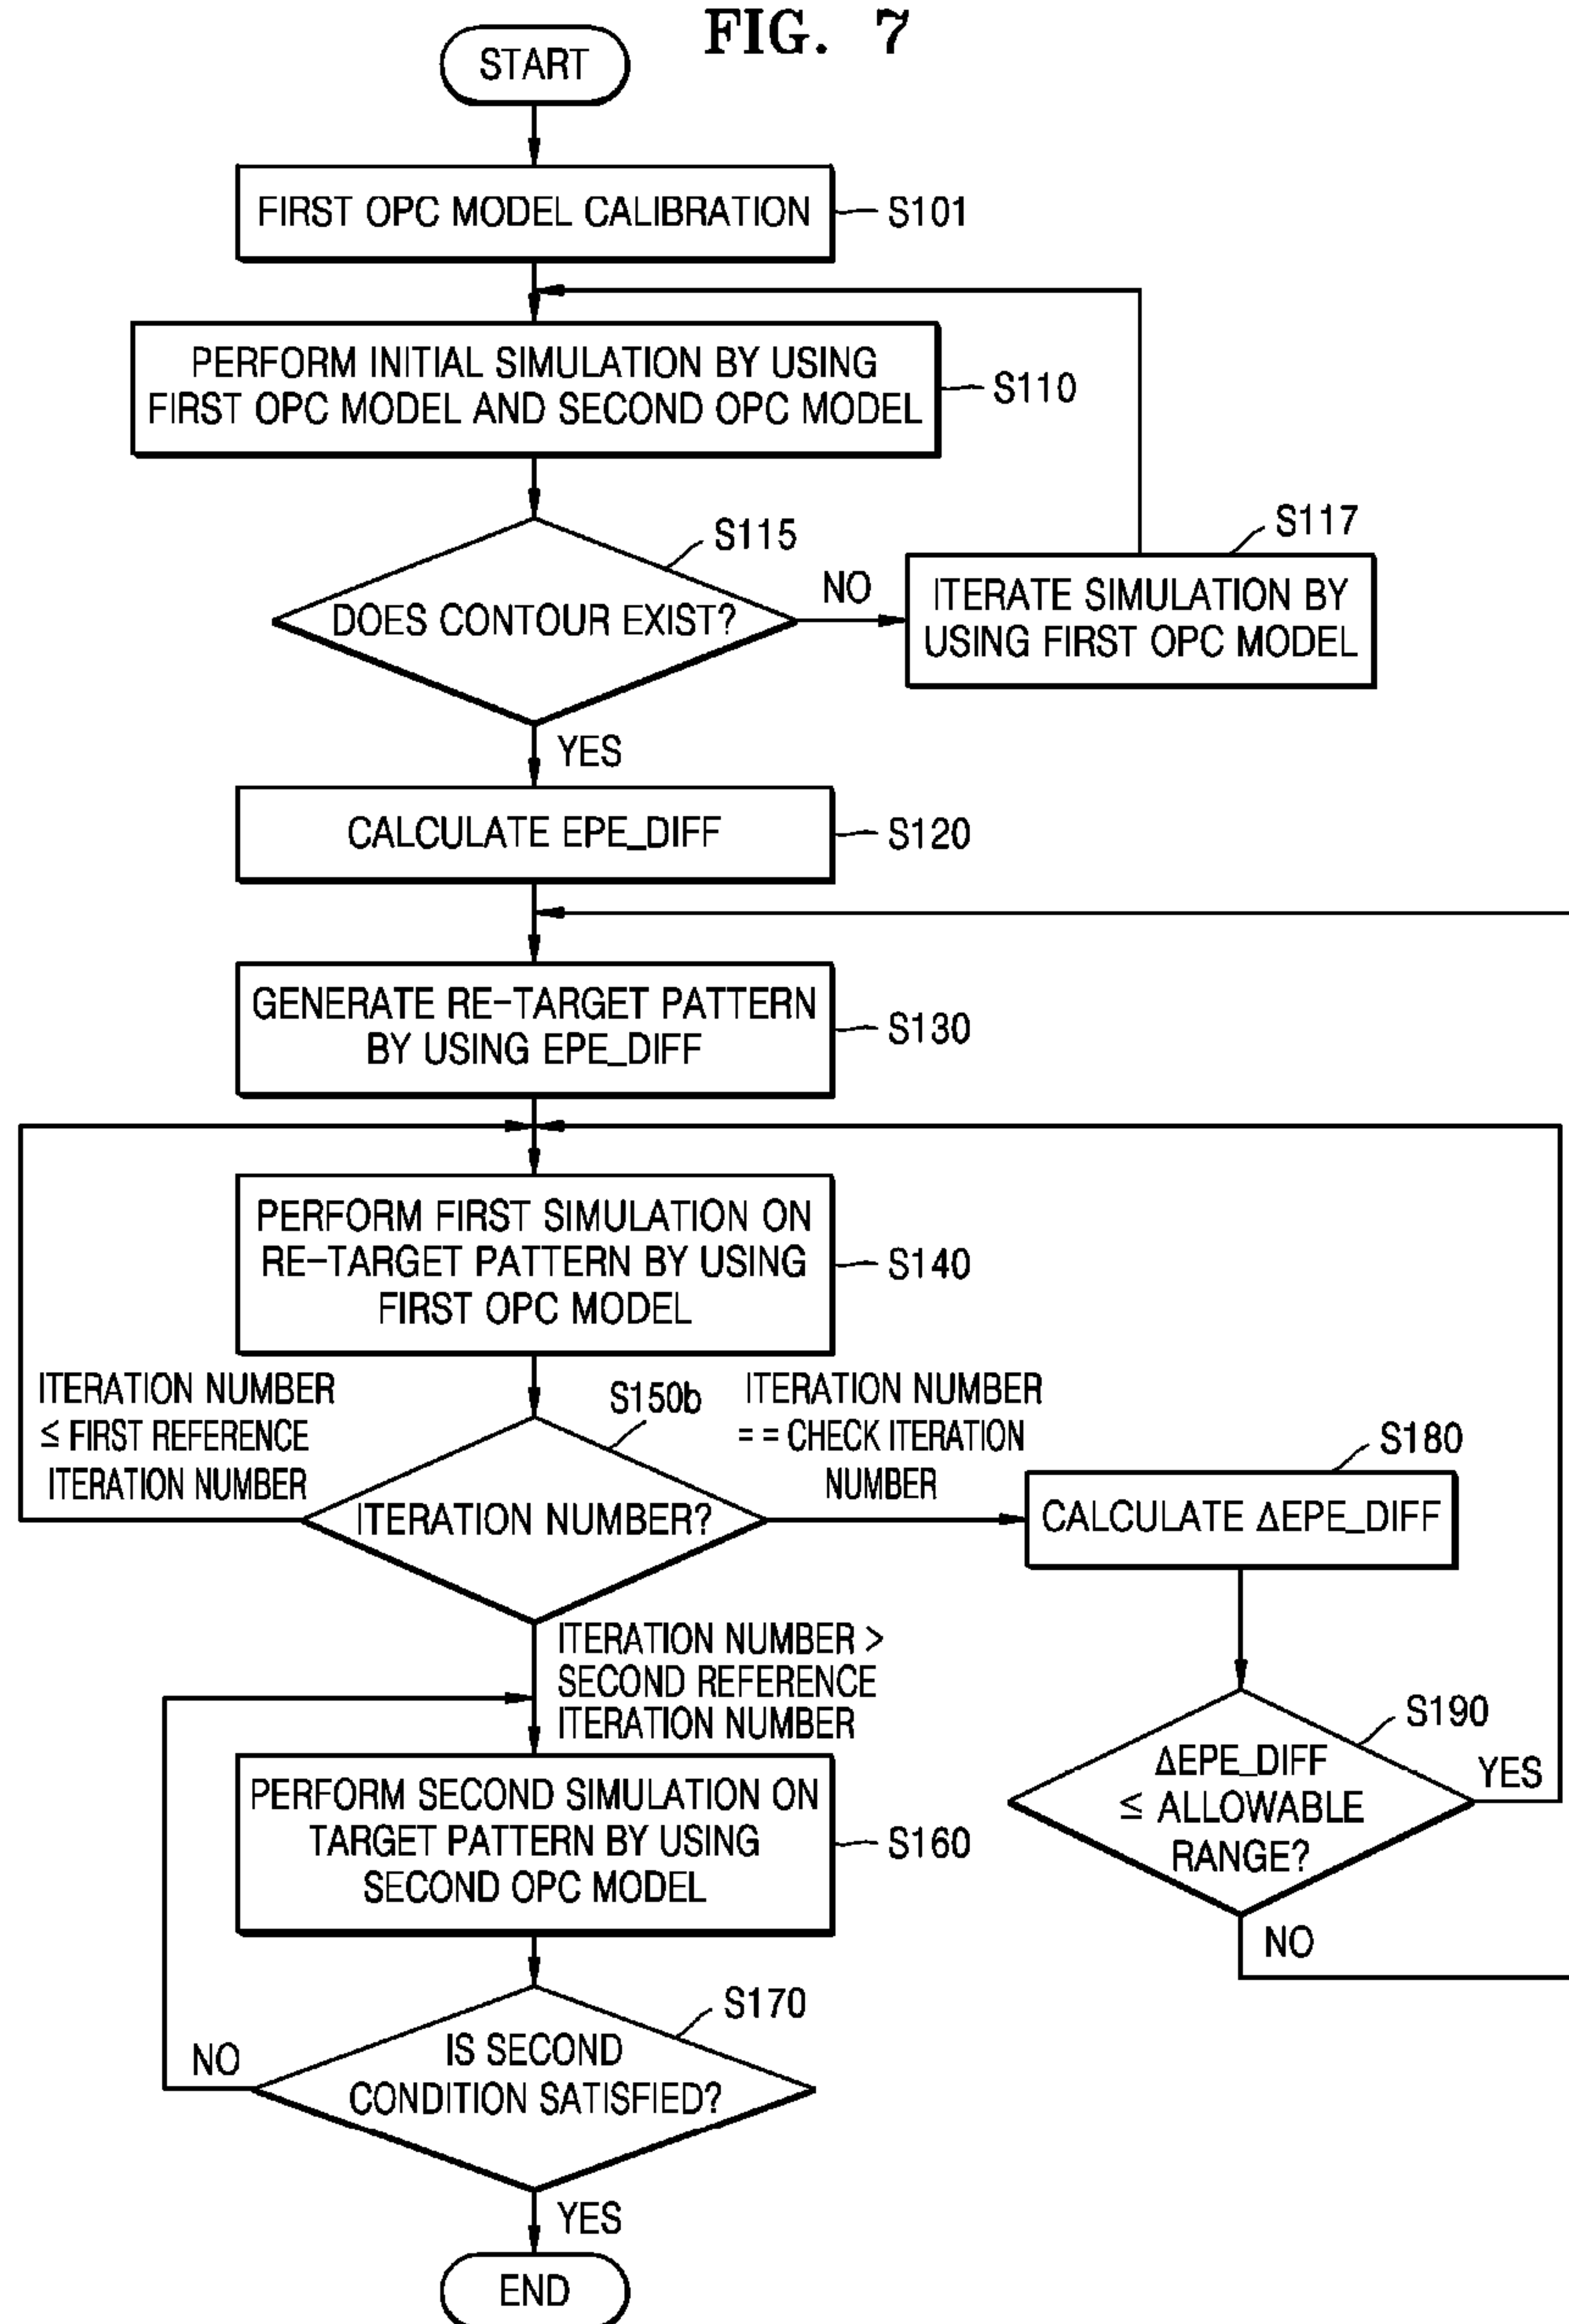 FIG. 7
START
FIRST OPC MODEL CALIBRATION
S101
PERFORM INITIAL SIMULATION BY USING
FIRST OPC MODEL AND SECOND OPC MODEL
S110
S115
DOES CONTOUR EXIST?
NO
S117
ITERATE SIMULATION BY
USING FIRST OPC MODEL
YES
CALCULATE EPE_DIFF
S120
GENERATE RE-TARGET PATTERN
BY USING EPE_DIFF
S130
PERFORM FIRST SIMULATION ON
RE-TARGET PATTERN BY USING
FIRST OPC MODEL
S140
ITERATION NUMBER
≤ FIRST REFERENCE
ITERATION NUMBER
S150b
ITERATION NUMBER?
ITERATION NUMBER
= = CHECK ITERATION
NUMBER
S180
CALCULATE ΔEPE_DIFF
ITERATION NUMBER >
SECOND REFERENCE
ITERATION NUMBER
S190
ΔEPE_DIFF
≤ ALLOWABLE
RANGE?
YES
NO
PERFORM SECOND SIMULATION ON
TARGET PATTERN BY USING
SECOND OPC MODEL
S160
S170
IS SECOND
CONDITION SATISFIED?
NO
YES
END